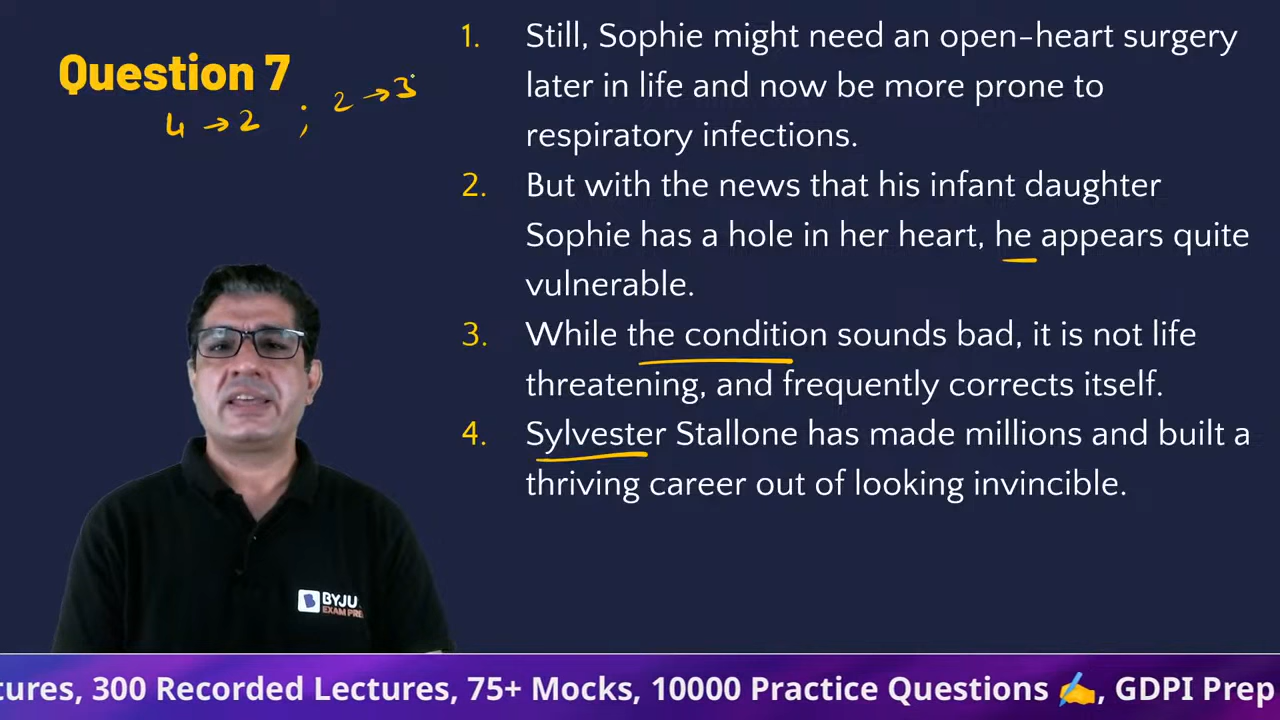 Question 7
4 → 2 ; 2 → 3
1. Still, Sophie might need an open-heart surgery
later in life and now be more prone to
respiratory infections.
2. But with the news that his infant daughter
Sophie has a hole in her heart, he appears quite
vulnerable.
3. While the condition sounds bad, it is not life
threatening, and frequently corrects itself.
4. Sylvester Stallone has made millions and built a
thriving career out of looking invincible.
BYJU
EXAM PRE
tures, 300 Recorded Lectures, 75+ Mocks, 10000 Practice Questions ✍️, GDPI Prep